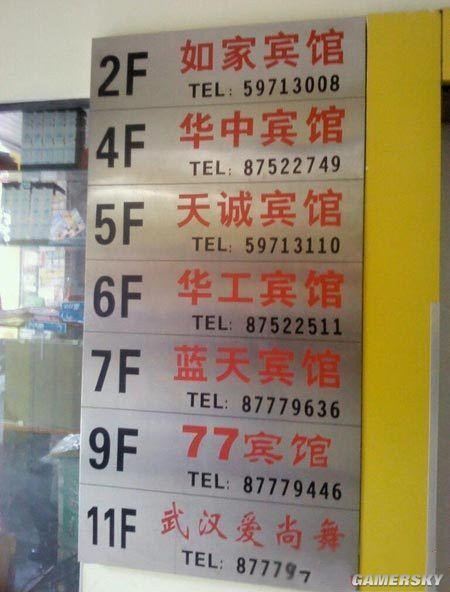 2F 如家宾馆
TEL: 59713008
4F 华中宾馆
TEL: 87522749
5F 天诚宾馆
TEL: 59713110
6F 华工宾馆
TEL: 87522511
7F 蓝天宾馆
TEL: 87779636
9F 77宾馆
TEL: 87779446
11F 武汉爱尚舞
TEL:
GAMERSKY